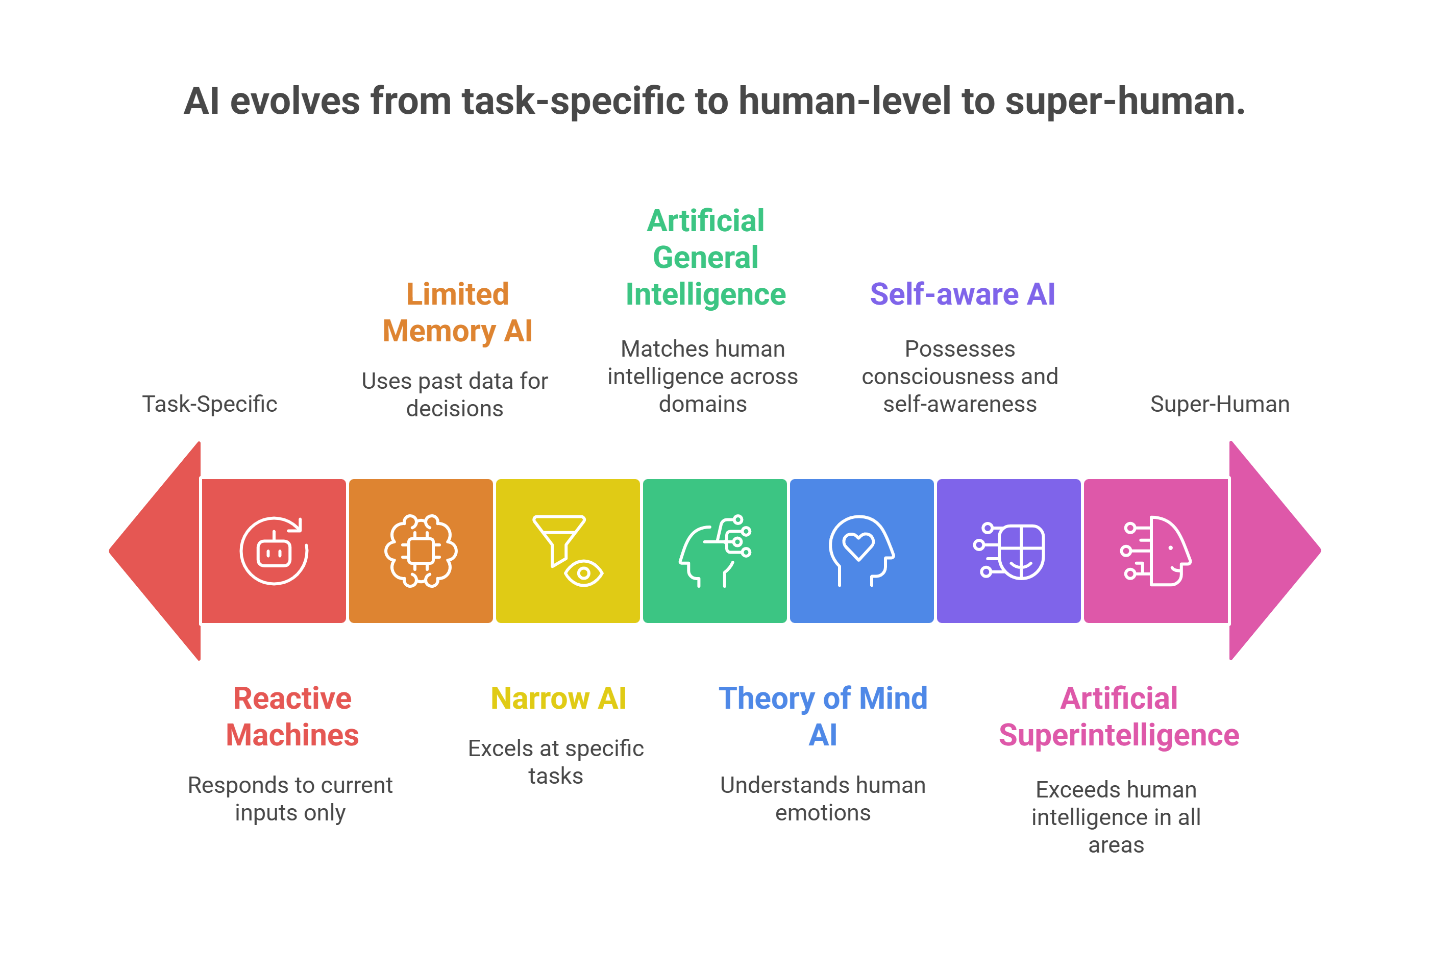 AI evolves from task-specific to human-level to super-human.
Task-Specific
Limited
Memory AI
Uses past data for
decisions
Artificial
General
Intelligence
Matches human
intelligence across
domains
Self-aware AI
Possesses
consciousness and
self-awareness
Super-Human
Reactive
Machines
Responds to current
inputs only
Narrow AI
Excels at specific
tasks
Theory of Mind
AI
Understands human
emotions
Artificial
Superintelligence
Exceeds human
intelligence in all
areas